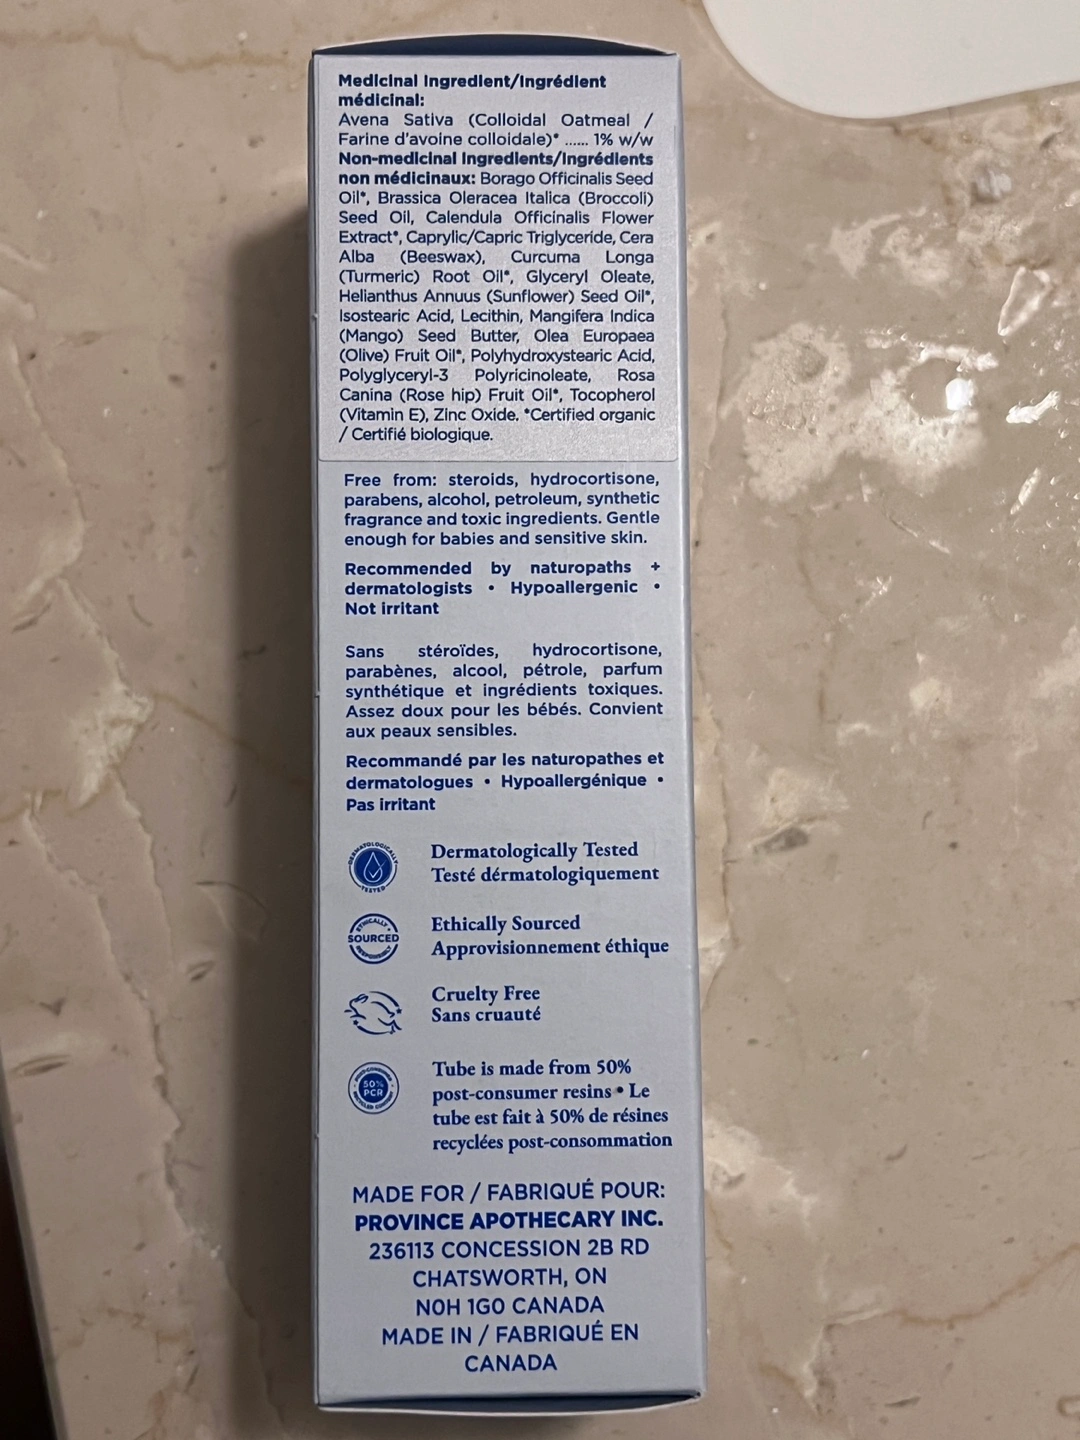 Medicinal Ingredient/Ingrédient
médicinal:
Avena Sativa (Colloidal Oatmeal /
Farine d'avoine colloidale)* ...... 1% w/w
Non-medicinal Ingredients/Ingrédients
non médicinaux: Borago Officinalis Seed
Oil*, Brassica Oleracea Italica (Broccoli)
Seed Oil, Calendula Officinalis Flower
Extract*, Caprylic/Capric Triglyceride, Cera
Alba (Beeswax), Curcuma Longa
(Turmeric) Root Oil*, Glyceryl Oleate,
Helianthus Annuus (Sunflower) Seed Oil*,
Isostearic Acid, Lecithin, Mangifera Indica
(Mango) Seed Butter, Olea Europaea
(Olive) Fruit Oil*, Polyhydroxystearic Acid,
Polyglyceryl-3 Polyricinoleate, Rosa
Canina (Rose hip) Fruit Oil*, Tocopherol
(Vitamin E), Zinc Oxide. *Certified organic
/ Certifié biologique.
Free from: steroids, hydrocortisone,
parabens, alcohol, petroleum, synthetic
fragrance and toxic ingredients. Gentle
enough for babies and sensitive skin.
Recommended by naturopaths +
dermatologists • Hypoallergenic •
Not irritant
Sans stéroïdes, hydrocortisone,
parabènes, alcool, pétrole, parfum
synthétique et ingrédients toxiques.
Assez doux pour les bébés. Convient
aux peaux sensibles.
Recommandé par les naturopathes et
dermatologues • Hypoallergénique •
Pas irritant
DERMATOLOGICALLY
TESTED
Dermatologically Tested
Testé dérmatologiquement
ETHICALLY
SOURCED
RESPONSIBLY
Ethically Sourced
Approvisionnement éthique
Cruelty Free
Sans cruauté
POST-CONSUMER
50%
PCR
RECYCLED CONTENT
Tube is made from 50%
post-consumer resins • Le
tube est fait à 50% de résines
recyclées post-consommation
MADE FOR / FABRIQUÉ POUR:
PROVINCE APOTHECARY INC.
236113 CONCESSION 2B RD
CHATSWORTH, ON
N0H 1G0 CANADA
MADE IN / FABRIQUÉ EN
CANADA